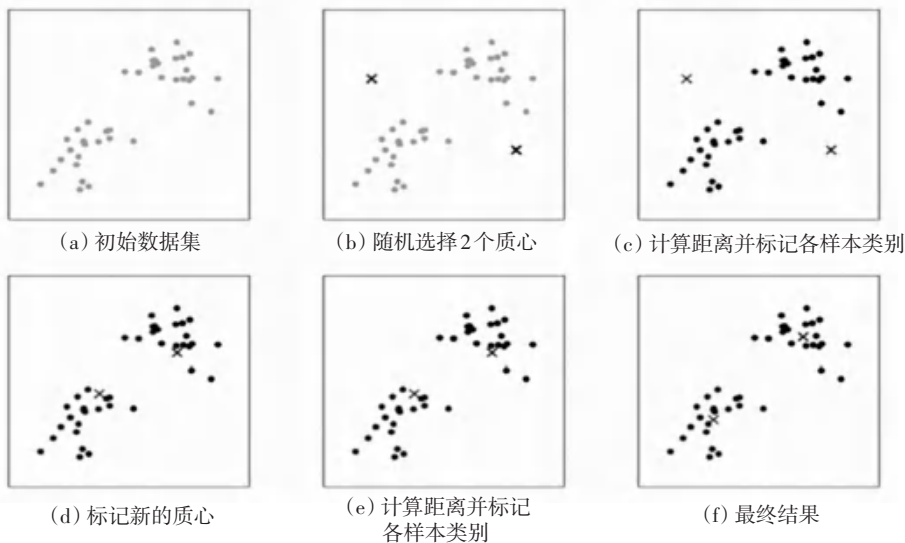 (a) 初始数据集
(b) 随机选择2个质心
(c) 计算距离并标记各样本类别
(d) 标记新的质心
(e) 计算距离并标记
各样本类别
(f) 最终结果